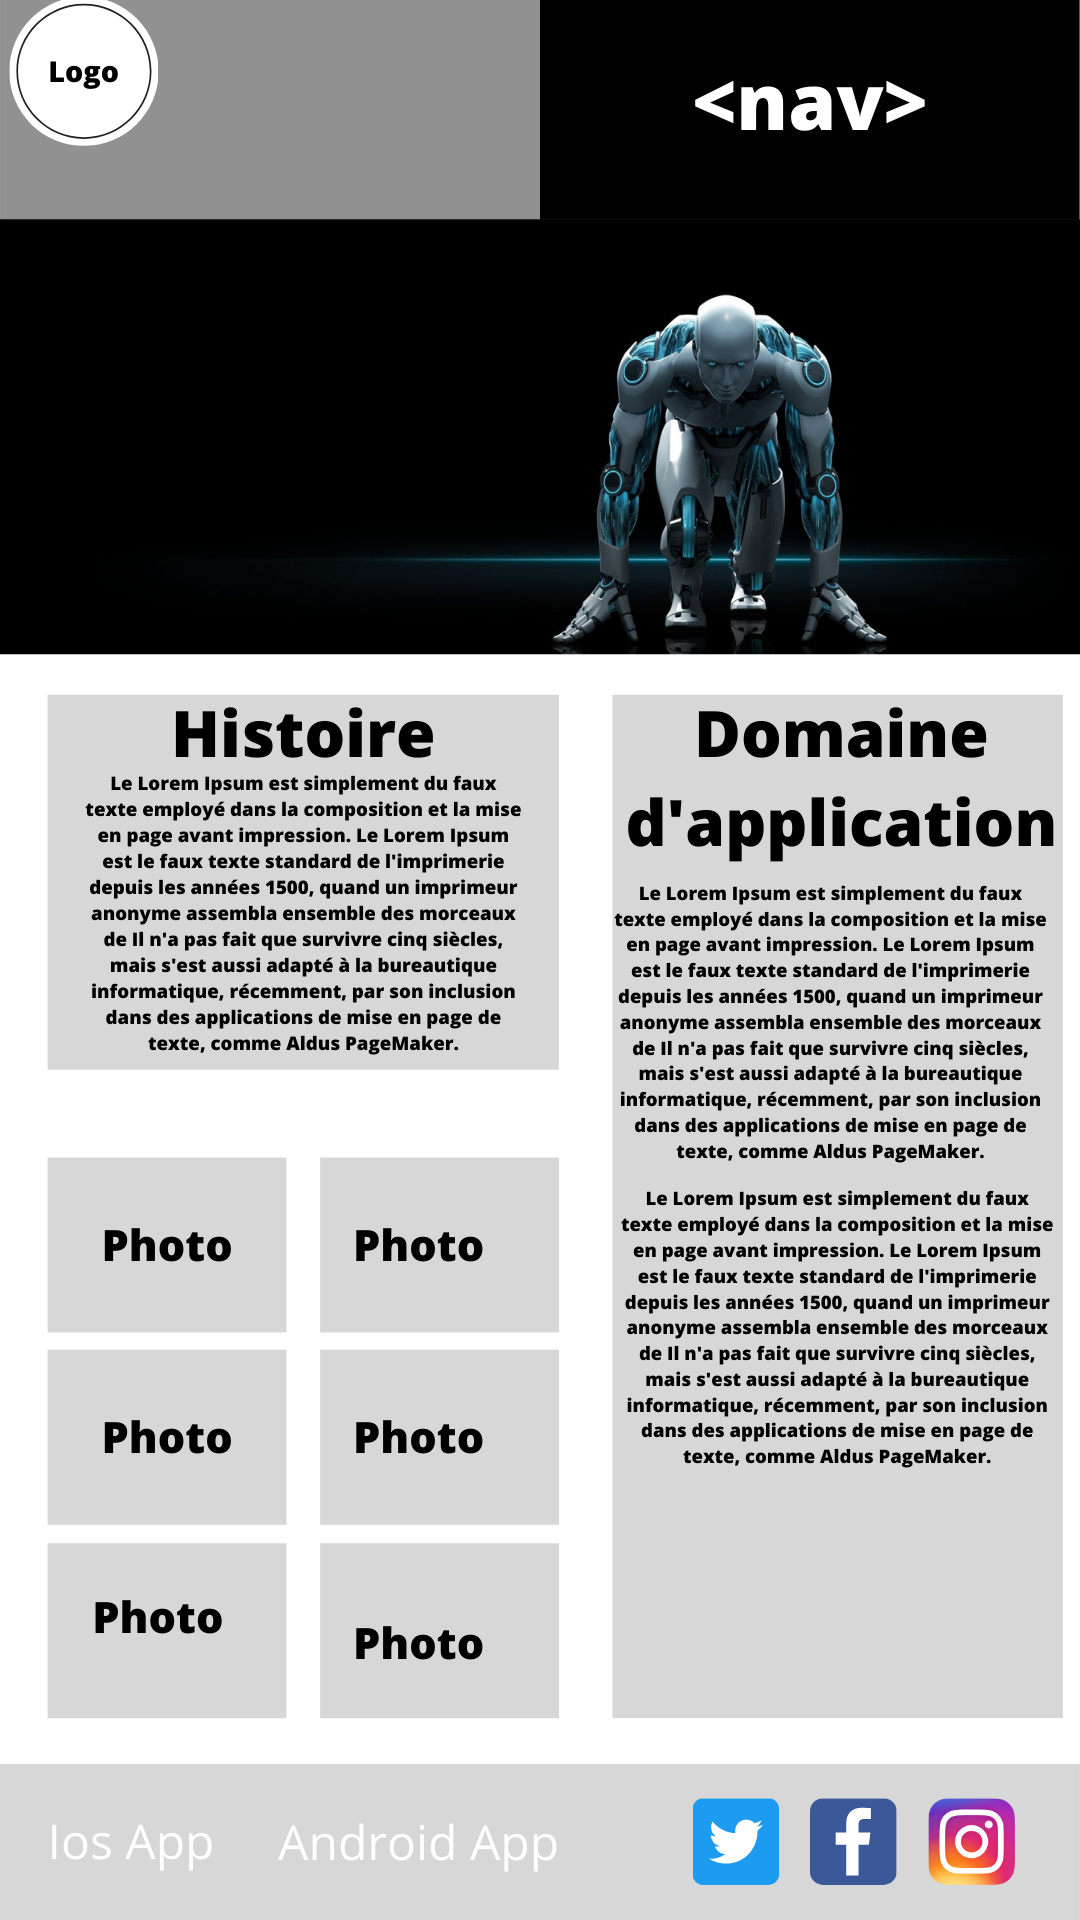 Logo
<nav>
Histoire
Le Lorem Ipsum est simplement du faux
texte employé dans la composition et la mise
en page avant impression. Le Lorem Ipsum
est le faux texte standard de l'imprimerie
depuis les années 1500, quand un imprimeur
anonyme assembla ensemble des morceaux
de Il n'a pas fait que survivre cinq siècles,
mais s'est aussi adapté à la bureautique
informatique, récemment, par son inclusion
dans des applications de mise en page de
texte, comme Aldus PageMaker.
Photo
Photo
Photo
Photo
Photo
Photo
Domaine
d'application
Le Lorem Ipsum est simplement du faux
texte employé dans la composition et la mise
en page avant impression. Le Lorem Ipsum
est le faux texte standard de l'imprimerie
depuis les années 1500, quand un imprimeur
anonyme assembla ensemble des morceaux
de Il n'a pas fait que survivre cinq siècles,
mais s'est aussi adapté à la bureautique
informatique, récemment, par son inclusion
dans des applications de mise en page de
texte, comme Aldus PageMaker.
Le Lorem Ipsum est simplement du faux
texte employé dans la composition et la mise
en page avant impression. Le Lorem Ipsum
est le faux texte standard de l'imprimerie
depuis les années 1500, quand un imprimeur
anonyme assembla ensemble des morceaux
de Il n'a pas fait que survivre cinq siècles,
mais s'est aussi adapté à la bureautique
informatique, récemment, par son inclusion
dans des applications de mise en page de
texte, comme Aldus PageMaker.
Ios App
Android App